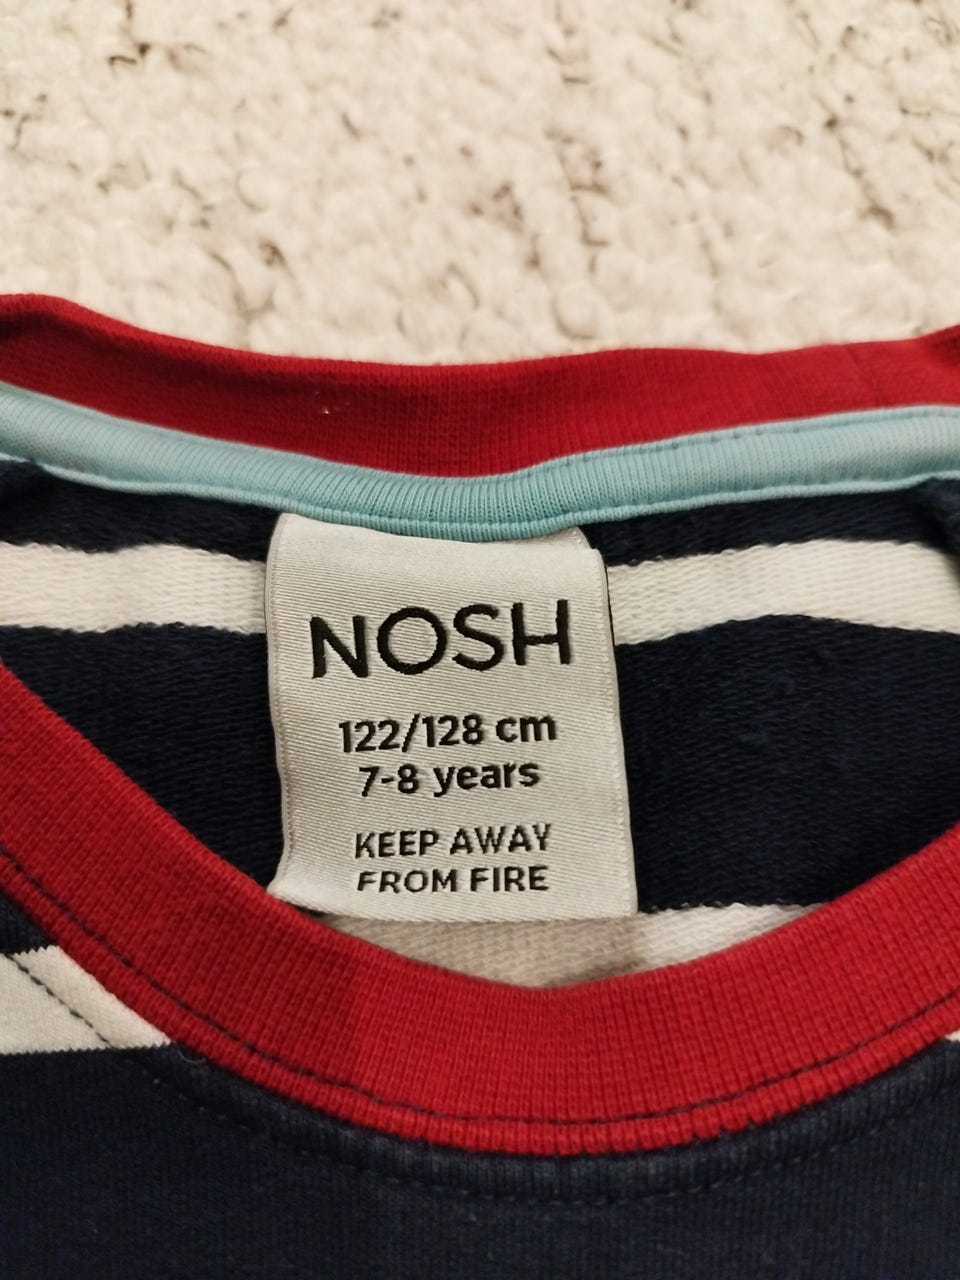 NOSH
122/128 cm
7-8 years
KEEP AWAY
FROM FIRE